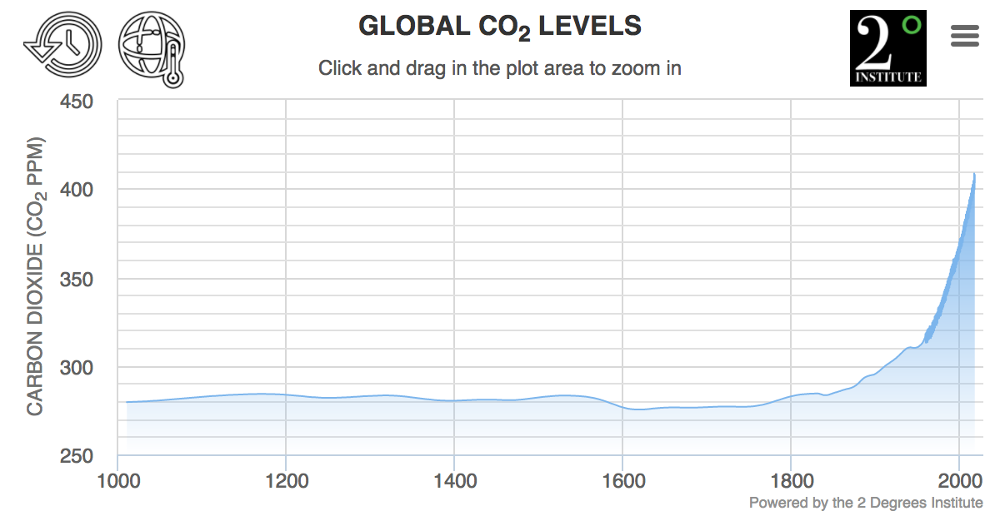 GLOBAL CO₂ LEVELS
Click and drag in the plot area to zoom in
2°
INSTITUTE
CARBON DIOXIDE (CO₂ PPM)
450
400
350
300
250
1000 1200 1400 1600 1800 2000
Powered by the 2 Degrees Institute